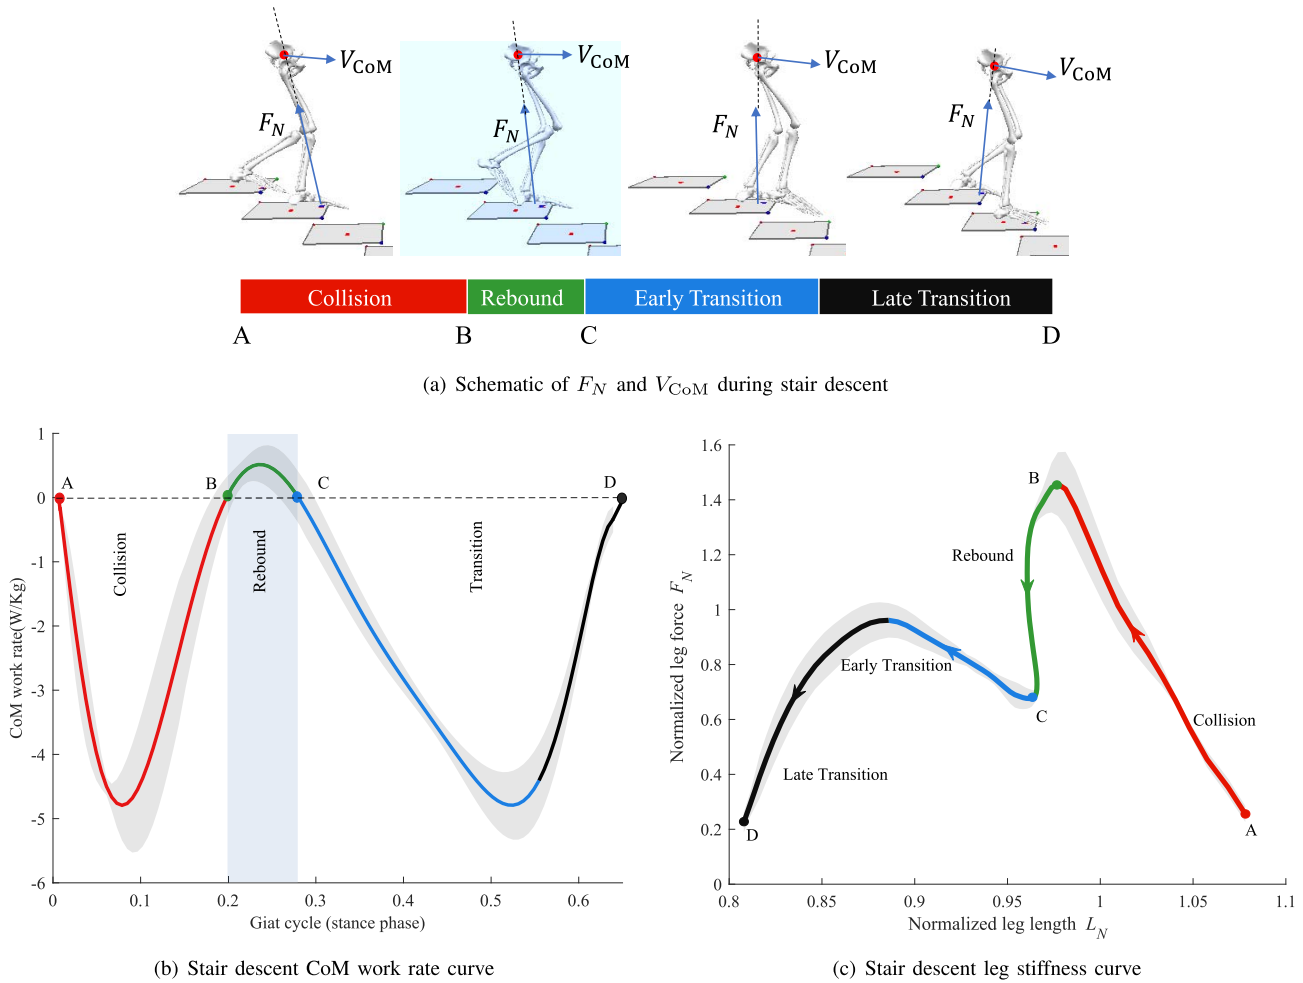 V_CoM
V_CoM
V_CoM
V_CoM
F_N
F_N
F_N
F_N
Collision
Rebound
Early Transition
Late Transition
A
B
C
D
(a) Schematic of F_N and V_CoM during stair descent
1
0
-1
-2
-3
-4
-5
-6
CoM work rate(W/Kg)
A
B
C
D
Collision
Rebound
Transition
0
0.1
0.2
0.3
0.4
0.5
0.6
Giat cycle (stance phase)
(b) Stair descent CoM work rate curve
1.6
1.4
1.2
1
0.8
0.6
0.4
0.2
0
Normalized leg force F_N
B
Rebound
Early Transition
C
Collision
Late Transition
D
A
0.8
0.85
0.9
0.95
1
1.05
1.1
Normalized leg length L_N
(c) Stair descent leg stiffness curve